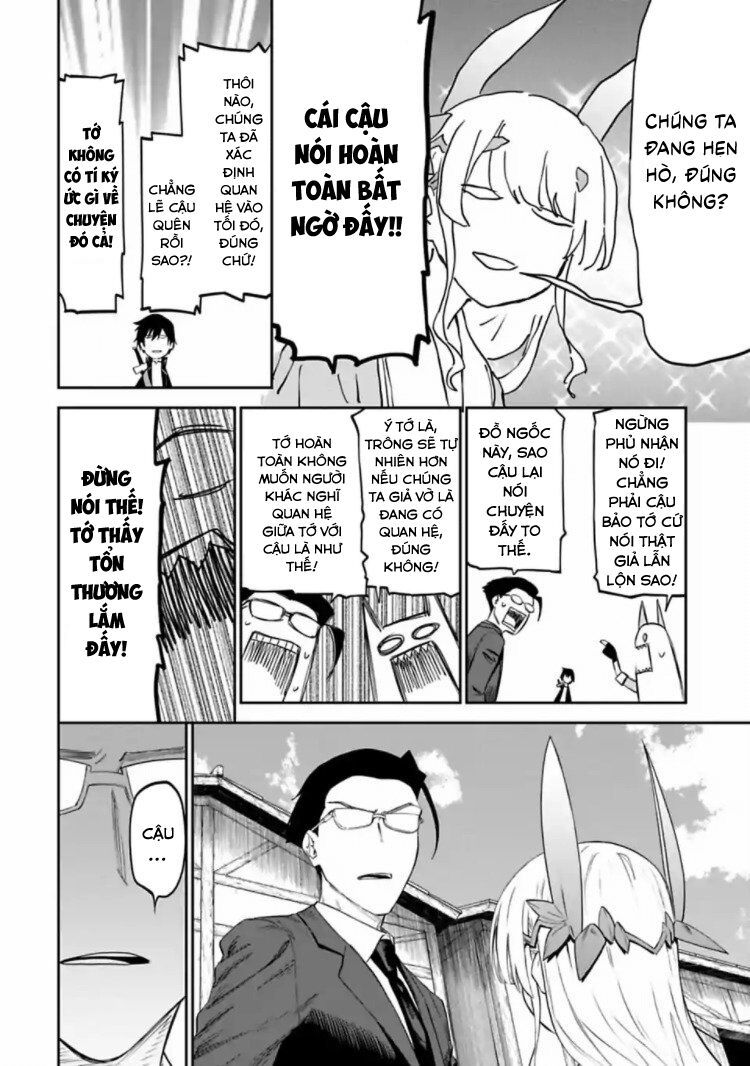 CHÚNG TA
ĐANG HẸN
HÒ, ĐÚNG
KHÔNG?
CÁI CẬU
NÓI HOÀN
TOÀN BẤT
NGỜ ĐẤY!!
THÔI
NÀO,
CHÚNG
TA ĐÃ
XÁC
ĐỊNH QUAN
HỆ VÀO
TỐI ĐÓ,
ĐÚNG
CHỨ!
CHẲNG
LẼ CẬU
QUÊN
RỒI
SAO?!
TỚ
KHÔNG
CÓ TÍ KÝ
ỨC GÌ VỀ
CHUYỆN
ĐÓ CẢ!
NGỪNG
PHỦ NHẬN
NÓ ĐI!
CHẲNG
PHẢI CẬU
BẢO TỚ CỨ
NÓI THẬT
GIẢ LẪN
LỘN SAO!
ĐỒ NGỐC
NÀY, SAO
CẬU LẠI
NÓI
CHUYỆN
ĐẤY TO
THẾ.
Ý TỚ LÀ,
TRÔNG SẼ TỰ
NHIÊN HƠN
NẾU CHÚNG
TA GIẢ VỜ LÀ
ĐANG CÓ
QUAN HỆ,
ĐÚNG
KHÔNG!
TỚ HOÀN
TOÀN KHÔNG
MUỐN NGƯỜI
KHÁC NGHĨ
QUAN HỆ
GIỮA TỚ VỚI
CẬU LÀ NHƯ
THẾ!
ĐỪNG
NÓI THẾ!
TỚ THẤY
TỔN
THƯƠNG
LẮM
ĐẤY!
CẬU
...